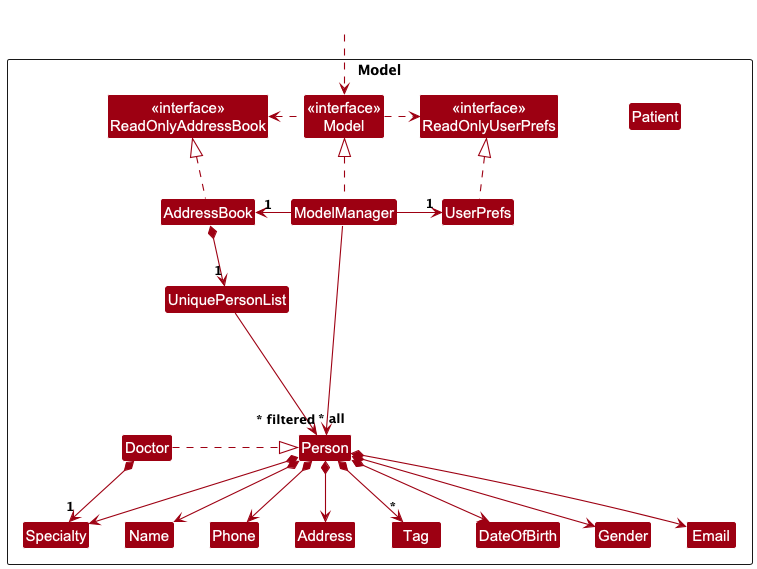 Model
«interface»
ReadOnlyAddressBook
«interface»
Model
«interface»
ReadOnlyUserPrefs
Patient
AddressBook
1
ModelManager
1
UserPrefs
1
UniquePersonList
* filtered
* all
Doctor
Person
1
*
Specialty
Name
Phone
Address
Tag
DateOfBirth
Gender
Email